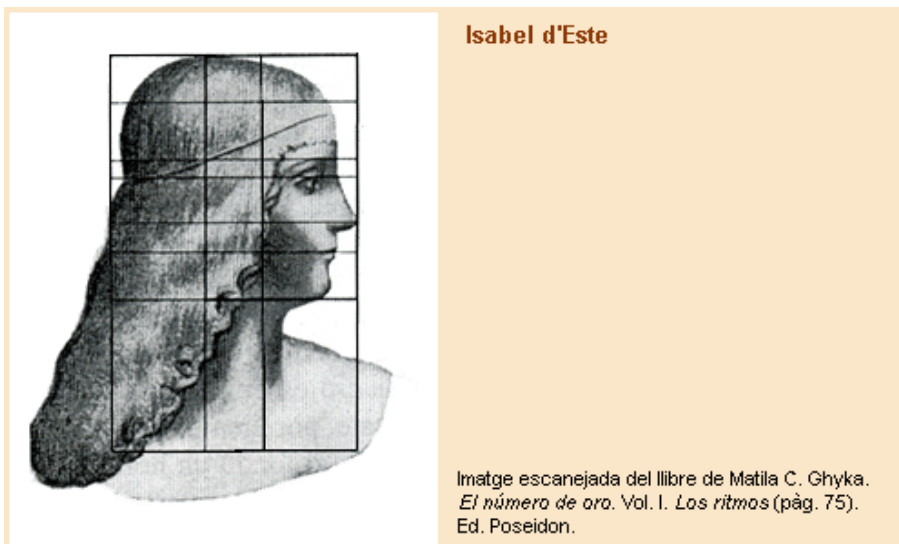 Isabel d'Este
Imatge escanejada del llibre de Matila C. Ghyka.
El número de oro. Vol. I. Los ritmos (pàg. 75).
Ed. Poseidon.